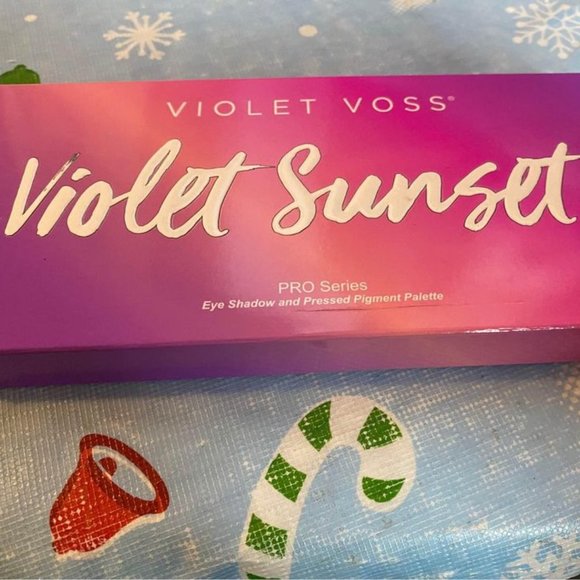 VIOLET VOSS®
Violet Sunset
PRO Series
Eye Shadow and Pressed Pigment Palette